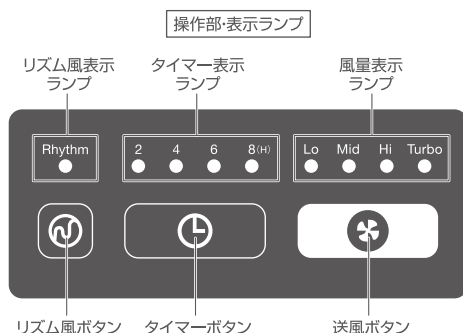 操作部･表示ランプ
リズム風表示
ランプ
タイマー表示
ランプ
風量表示
ランプ
Rhythm
2 4 6 8(H)
Lo Mid Hi Turbo
リズム風ボタン タイマーボタン 送風ボタン